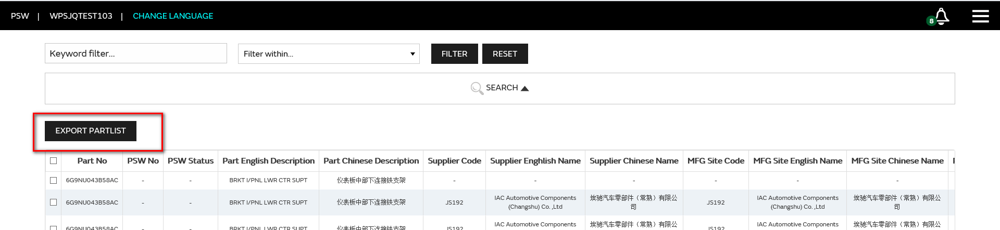 PSW | WPSJQTEST103 | CHANGE LANGUAGE
8
Keyword filter...
Filter within...
FILTER
RESET
SEARCH
EXPORT PARTLIST
Part No PSW No PSW Status Part English Description Part Chinese Description Supplier Code Supplier Enghlish Name Supplier Chinese Name MFG Site Code MFG Site English Name MFG Site Chinese Name
6G9NU043B58AC - - BRKT I/PNL LWR CTR SUPT 仪表板中部下连接铁支架 - - - - - -
6G9NU043B58AC - - BRKT I/PNL LWR CTR SUPT 仪表板中部下连接铁支架 JS192 IAC Automotive Components (Changshu) Co. ,Ltd 埃驰汽车零部件（常熟）有限公司 JS192 IAC Automotive Components (Changshu) Co. ,Ltd 埃驰汽车零部件（常熟）有限公司
6G9NU043B58AC - - BRKT I/PNL LWR CTR SUPT 仪表板中部下连接铁支架 JS192 IAC Automotive Components 埃驰汽车零部件（常熟）有限公 JS192 IAC Automotive Components 埃驰汽车零部件（常熟）有限公